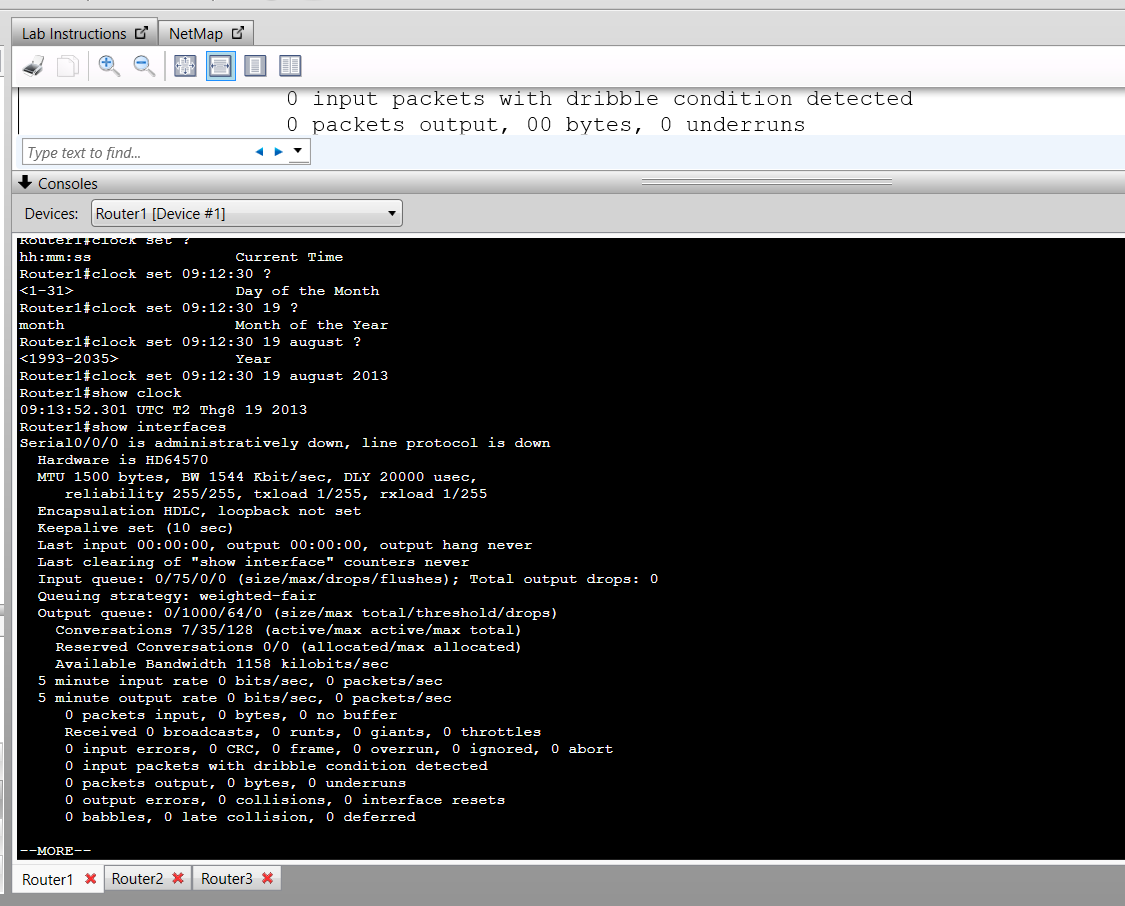 Lab Instructions
NetMap
0 input packets with dribble condition detected
0 packets output, 00 bytes, 0 underruns
Type text to find...
Consoles
Devices: Router1 [Device #1]
Router1#clock set ?
hh:mm:ss Current Time
Router1#clock set 09:12:30 ?
<1-31> Day of the Month
Router1#clock set 09:12:30 19 ?
month Month of the Year
Router1#clock set 09:12:30 19 august ?
<1993-2035> Year
Router1#clock set 09:12:30 19 august 2013
Router1#show clock
09:13:52.301 UTC T2 Thg8 19 2013
Router1#show interfaces
Serial0/0/0 is administratively down, line protocol is down
Hardware is HD64570
MTU 1500 bytes, BW 1544 Kbit/sec, DLY 20000 usec,
reliability 255/255, txload 1/255, rxload 1/255
Encapsulation HDLC, loopback not set
Keepalive set (10 sec)
Last input 00:00:00, output 00:00:00, output hang never
Last clearing of "show interface" counters never
Input queue: 0/75/0/0 (size/max/drops/flushes); Total output drops: 0
Queuing strategy: weighted-fair
Output queue: 0/1000/64/0 (size/max total/threshold/drops)
Conversations 7/35/128 (active/max active/max total)
Reserved Conversations 0/0 (allocated/max allocated)
Available Bandwidth 1158 kilobits/sec
5 minute input rate 0 bits/sec, 0 packets/sec
5 minute output rate 0 bits/sec, 0 packets/sec
0 packets input, 0 bytes, 0 no buffer
Received 0 broadcasts, 0 runts, 0 giants, 0 throttles
0 input errors, 0 CRC, 0 frame, 0 overrun, 0 ignored, 0 abort
0 input packets with dribble condition detected
0 packets output, 0 bytes, 0 underruns
0 output errors, 0 collisions, 0 interface resets
0 babbles, 0 late collision, 0 deferred
--MORE--
Router1
Router2
Router3